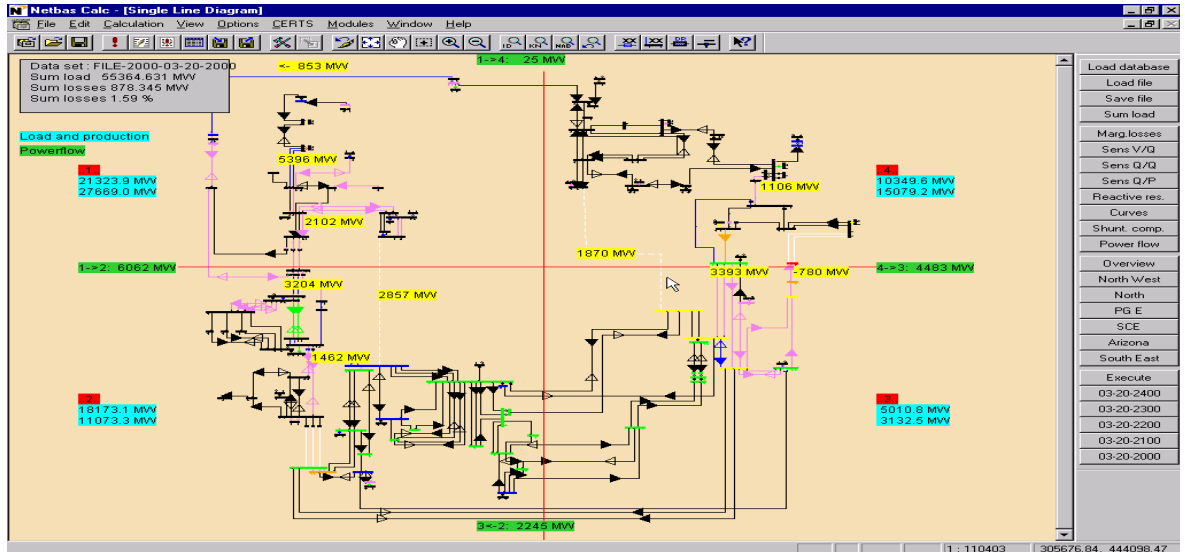 Netbas Calc - [Single Line Diagram]
File Edit Calculation View Options CERTS Modules Window Help
Data set : FILE-2000-03-20-2000
Sum load 55364.631 MW
Sum losses 878.345 MW
Sum losses 1.59 %
<- 853 MW
1->4: 25 MW
Load and production
Powerflow
1
21323.9 MW
27669.0 MW
5396 MW
2102 MW
4
10349.6 MW
15079.2 MW
1106 MW
1870 MW
1->2: 6062 MW
3204 MW
2857 MW
3393 MW
-780 MW
4->3: 4483 MW
1462 MW
2
18173.1 MW
11073.3 MW
3
5010.8 MW
3132.5 MW
3<-2: 2245 MW
Load database
Load file
Save file
Sum load
Marg.losses
Sens V/Q
Sens Q/Q
Sens Q/P
Reactive res.
Curves
Shunt. comp.
Power flow
Overview
North West
North
PG E
SCE
Arizona
South East
Execute
03-20-2400
03-20-2300
03-20-2200
03-20-2100
03-20-2000
1 : 110403
305676.84, 444098.47